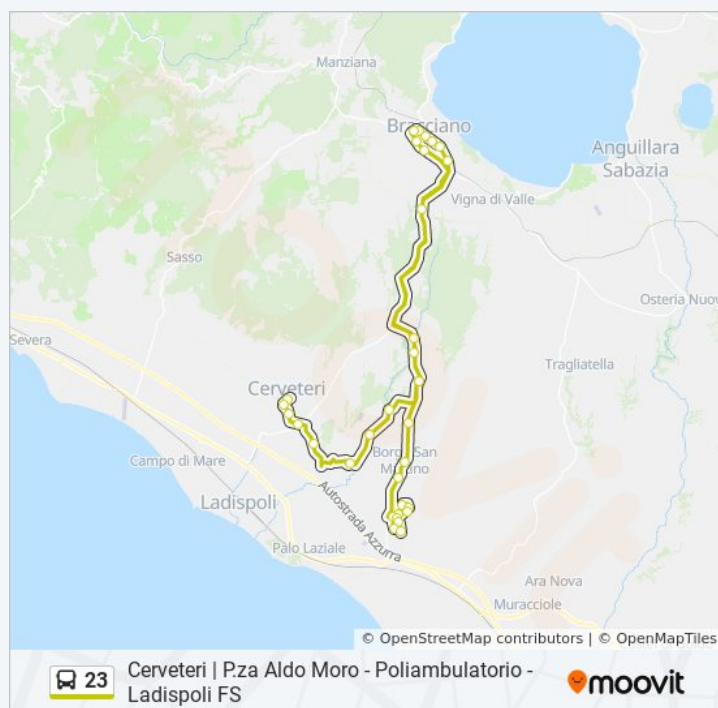 Manziana
Bracciano
Anguillara
Sabazia
Vigna di Valle
Sasso
Osteria Nuov
Severa
Tragliatella
Cerveteri
Campo di Mare
Borgo San
Ladispoli
Autostrada Azzurra
Palo Laziale
Ara Nova
Muracciole
© OpenStreetMap contributors | © OpenMapTiles
23
Cerveteri | P.za Aldo Moro - Poliambulatorio -
Ladispoli FS
moovit